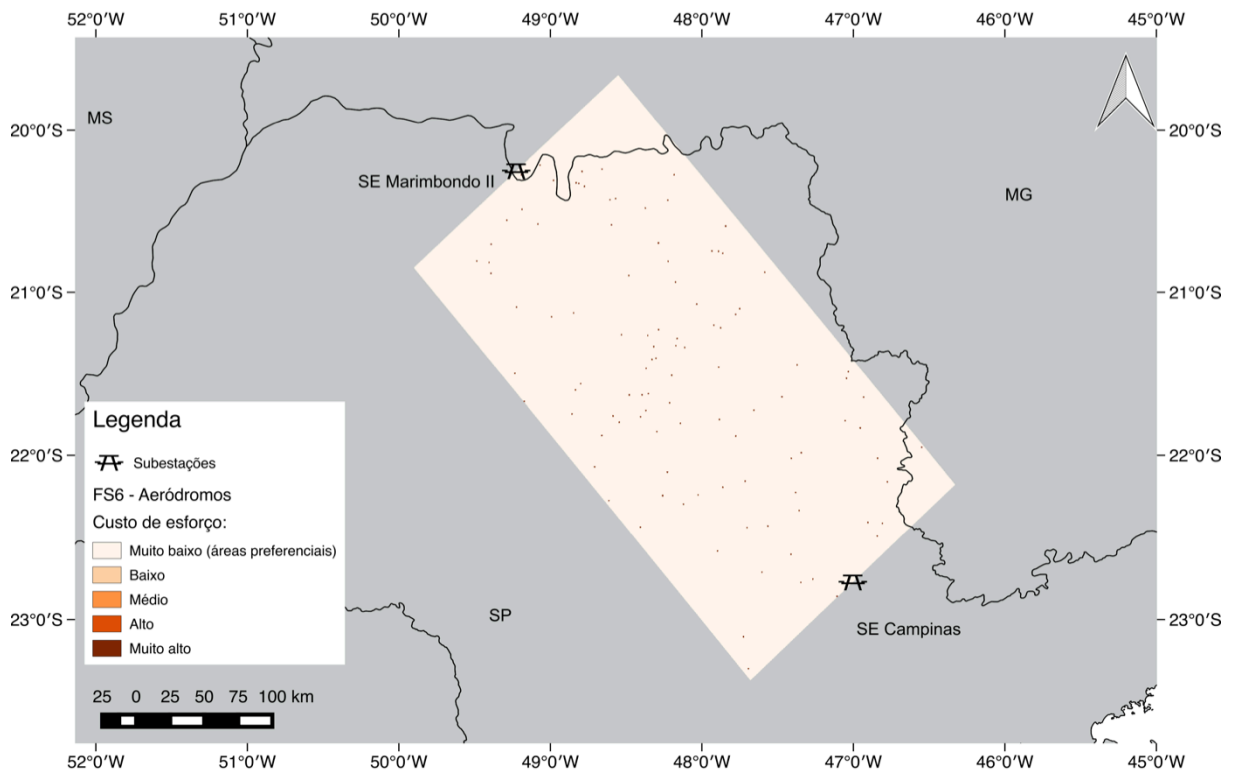 52°0′W 51°0′W 50°0′W 49°0′W 48°0′W 47°0′W 46°0′W 45°0′W
MS
20°0′S 20°0′S
SE Marimbondo II
MG
21°0′S 21°0′S
Legenda
22°0′S 22°0′S
Subestações
FS6 - Aeródromos
Custo de esforço:
Muito baixo (áreas preferenciais)
Baixo
Médio
Alto
Muito alto
SP
23°0′S 23°0′S
SE Campinas
25 0 25 50 75 100 km
52°0′W 51°0′W 50°0′W 49°0′W 48°0′W 47°0′W 46°0′W 45°0′W